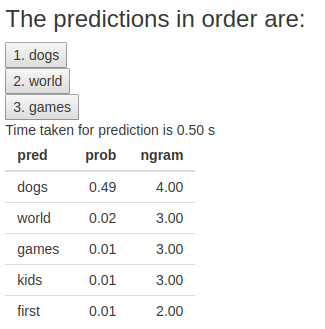 The predictions in order are:
1. dogs
2. world
3. games
Time taken for prediction is 0.50 s
pred prob ngram
dogs 0.49 4.00
world 0.02 3.00
games 0.01 3.00
kids 0.01 3.00
first 0.01 2.00